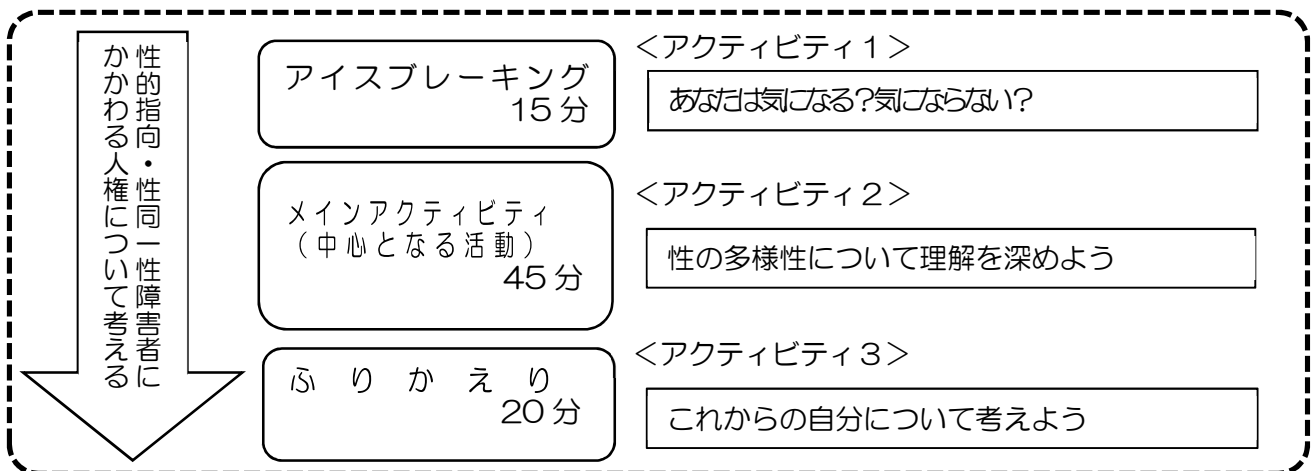 性的指向・性同一性障害者に
かかわる人権について考える
アイスブレーキング
15分
＜アクティビティ1＞
あなたは気になる?気にならない?
メインアクティビティ
（中心となる活動）
45分
＜アクティビティ2＞
性の多様性について理解を深めよう
ふりかえり
20分
＜アクティビティ3＞
これからの自分について考えよう